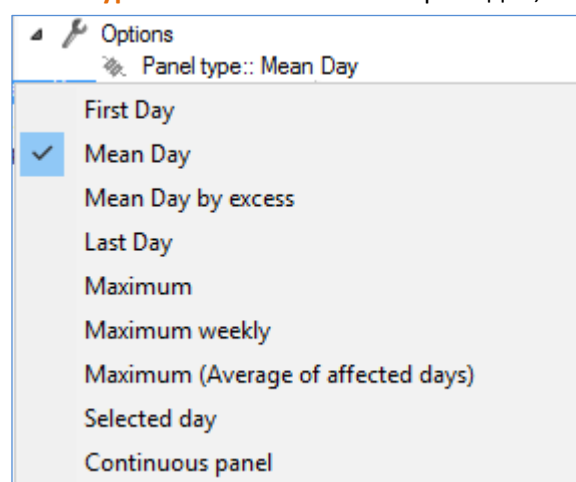 Options
Panel type:: Mean Day
First Day
Mean Day
Mean Day by excess
Last Day
Maximum
Maximum weekly
Maximum (Average of affected days)
Selected day
Continuous panel